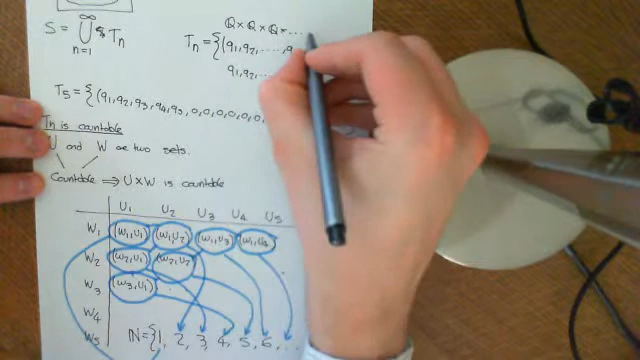 S = ∞ ⋃ n=1 Tn
ℚ × ℚ × ℚ × ....
Tn = {(q1, q2, ....., q
q1, q2, ...
T5 = {(q1, q2, q3, q4, q5, 0, 0, 0, 0, 0, 0,
Tn is countable
U and W are two sets.
Countable ⟹ U×W is countable
U1 U2 U3 U4 U5
W1 (w1,u1) (w1,u2) (w1,u3) (w1,u4)
W2 (w2,u1) (w2,u2)
W3 (w3,u1)
W4
W5 ℕ = {1, 2, 3, 4, 5, 6, ...